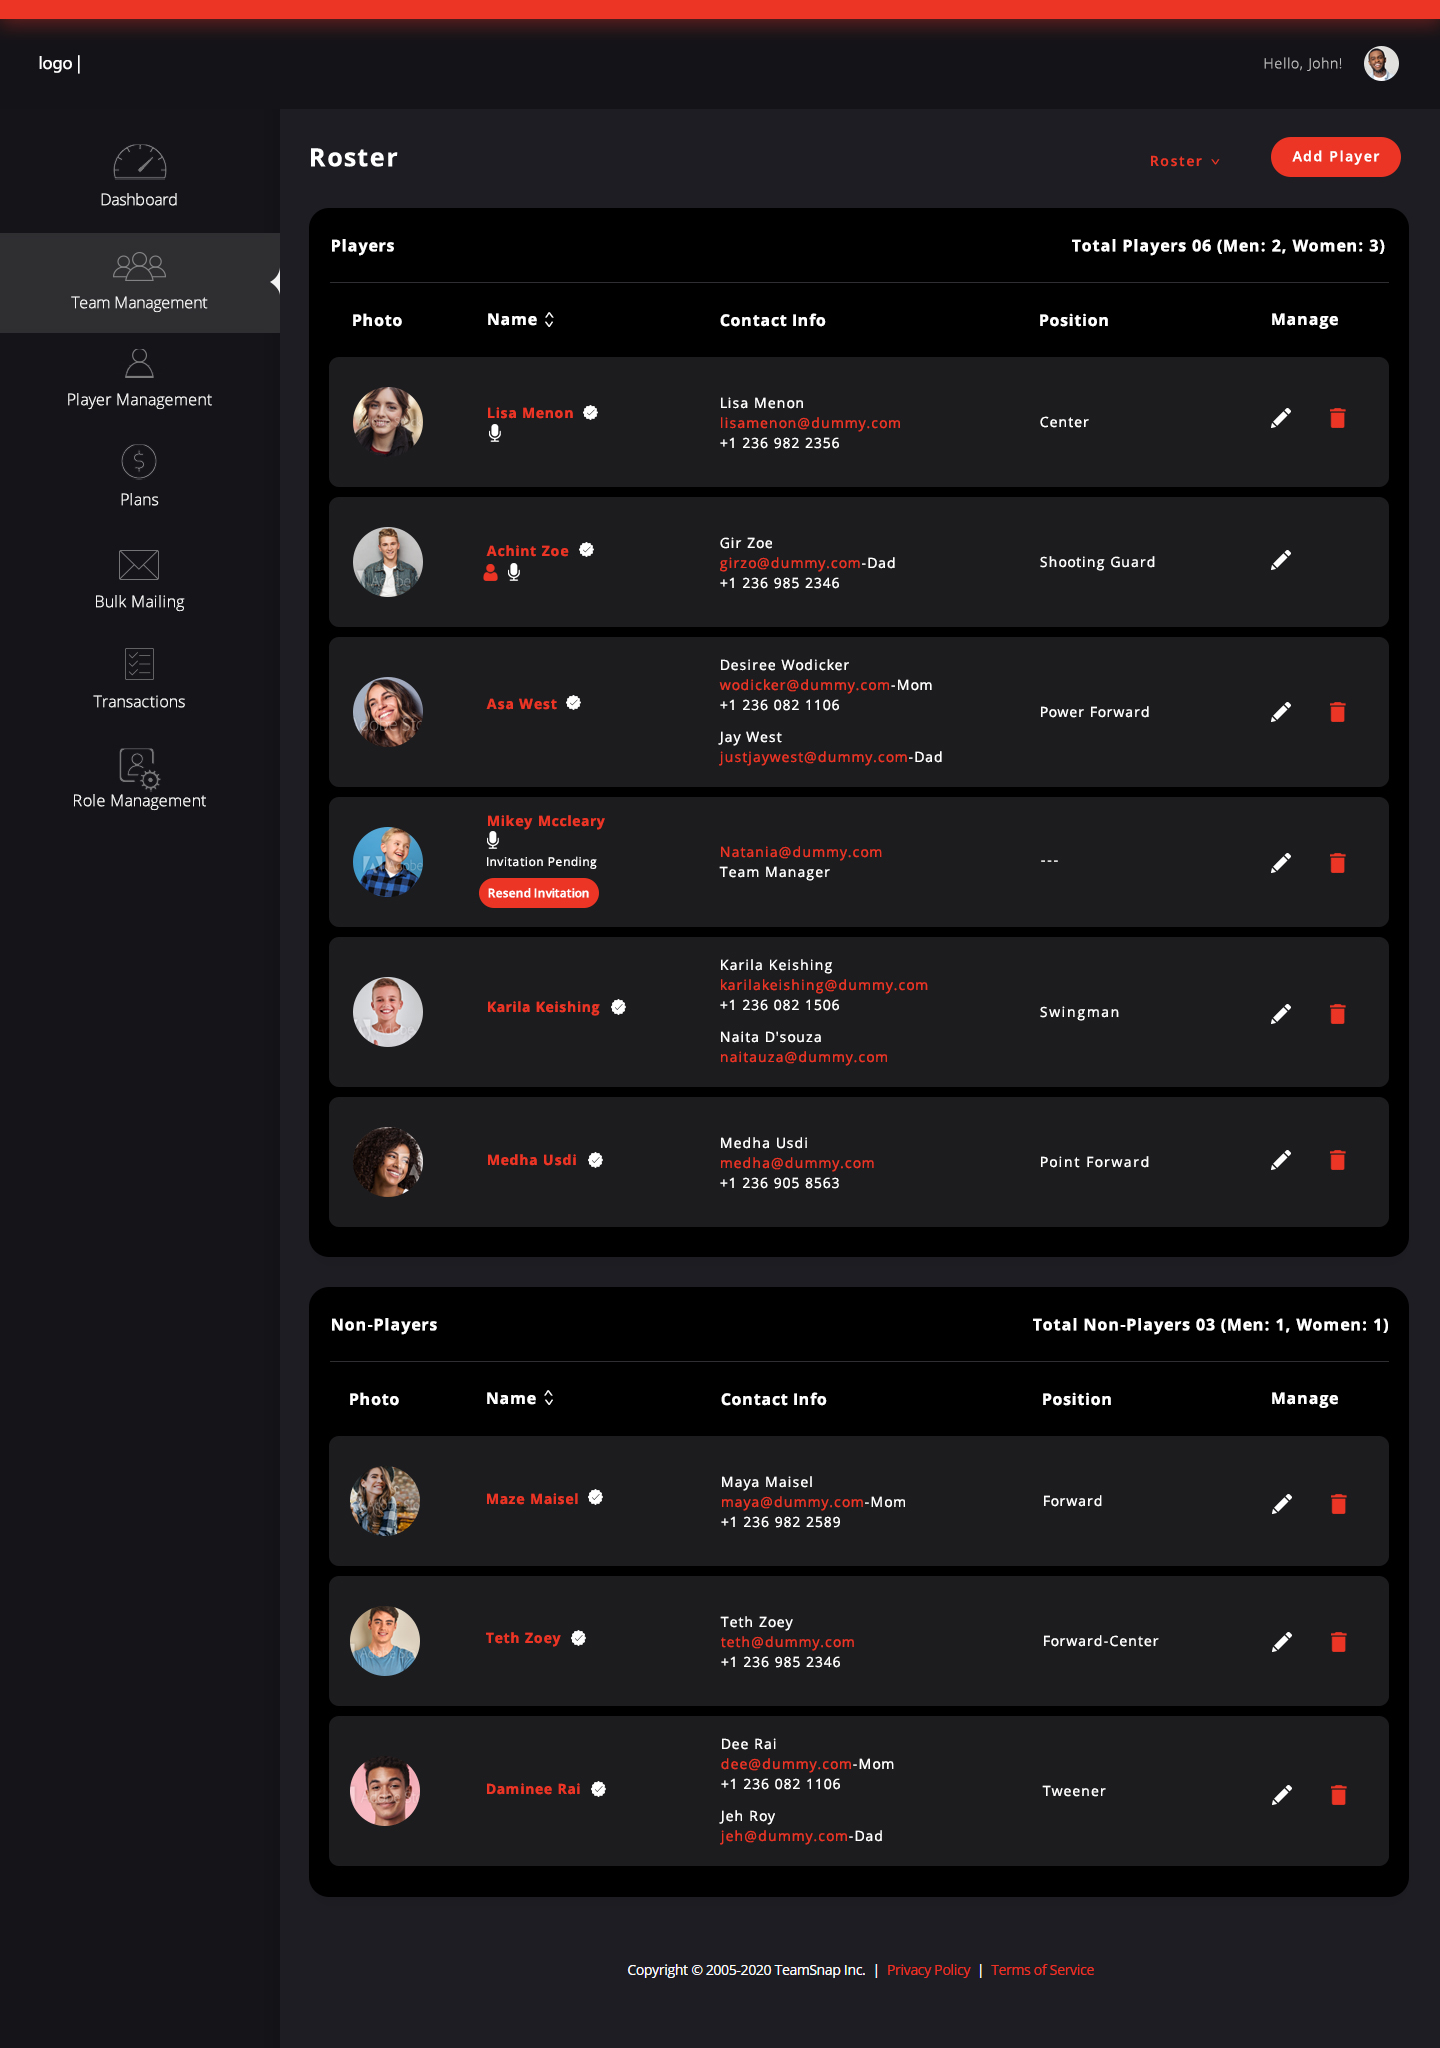 logo |
Hello, John!
Dashboard
Team Management
Player Management
Plans
Bulk Mailing
Transactions
Role Management
Roster
Roster
Add Player
Players
Total Players 06 (Men: 2, Women: 3)
Photo
Name
Contact Info
Position
Manage
Lisa Menon
Lisa Menon
lisamenon@dummy.com
+1 236 982 2356
Center
Achint Zoe
Gir Zoe
girzo@dummy.com-Dad
+1 236 985 2346
Shooting Guard
Asa West
Desiree Wodicker
wodicker@dummy.com-Mom
+1 236 082 1106
Jay West
justjaywest@dummy.com-Dad
Power Forward
Mikey Mccleary
Invitation Pending
Resend Invitation
Natania@dummy.com
Team Manager
---
Karila Keishing
Karila Keishing
karilakeishing@dummy.com
+1 236 082 1506
Naita D'souza
naitauza@dummy.com
Swingman
Medha Usdi
Medha Usdi
medha@dummy.com
+1 236 905 8563
Point Forward
Non-Players
Total Non-Players 03 (Men: 1, Women: 1)
Photo
Name
Contact Info
Position
Manage
Maze Maisel
Maya Maisel
maya@dummy.com-Mom
+1 236 982 2589
Forward
Teth Zoey
Teth Zoey
teth@dummy.com
+1 236 985 2346
Forward-Center
Daminee Rai
Dee Rai
dee@dummy.com-Mom
+1 236 082 1106
Jeh Roy
jeh@dummy.com-Dad
Tweener
Copyright © 2005-2020 TeamSnap Inc. | Privacy Policy | Terms of Service